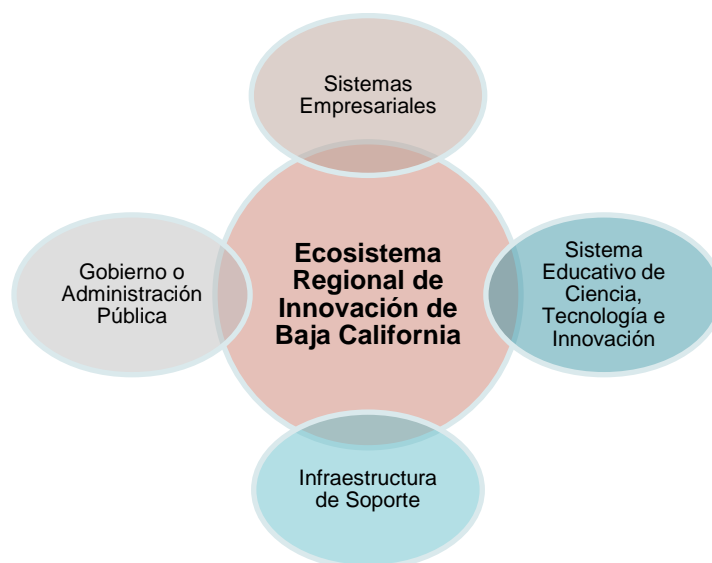 Sistemas
Empresariales
Gobierno o
Administración
Pública
Ecosistema
Regional de
Innovación de
Baja California
Sistema
Educativo de
Ciencia,
Tecnología e
Innovación
Infraestructura
de Soporte